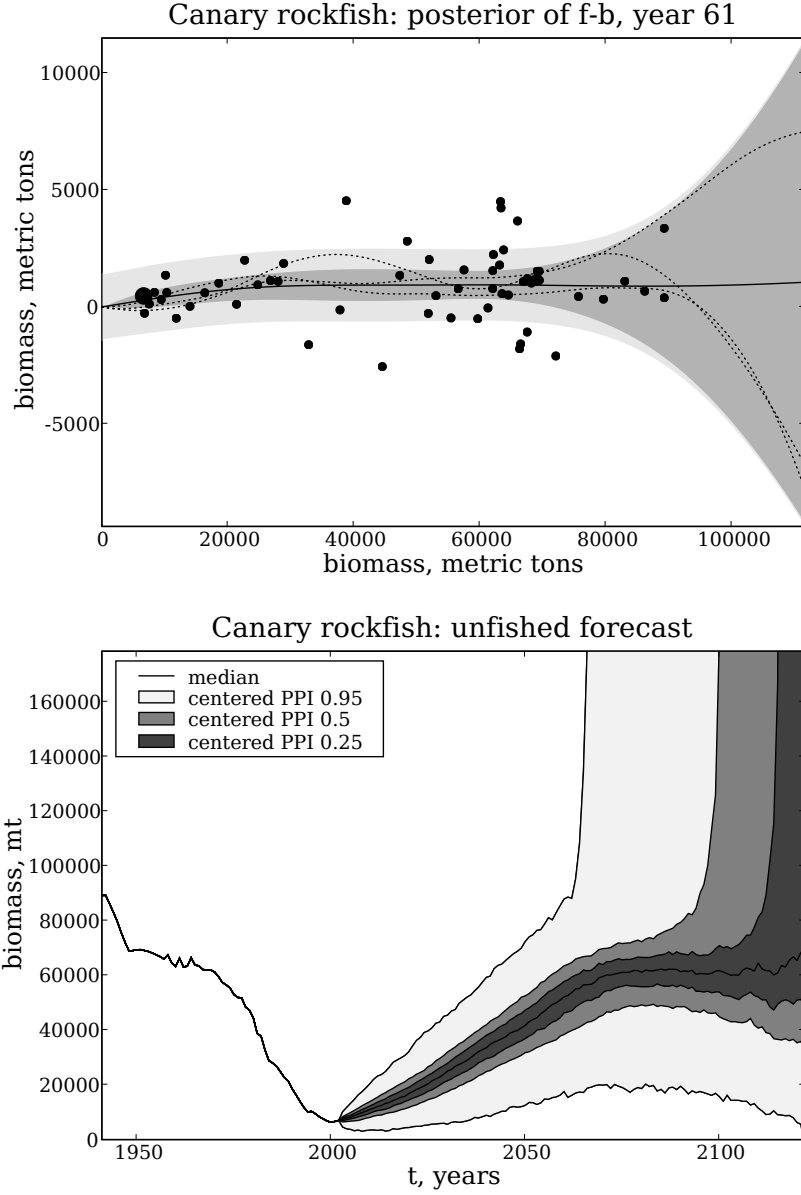 Canary rockfish: posterior of f-b, year 61
10000
5000
0
-5000
biomass, metric tons
0 20000 40000 60000 80000 100000
biomass, metric tons
Canary rockfish: unfished forecast
median
centered PPI 0.95
centered PPI 0.5
centered PPI 0.25
160000
140000
120000
100000
80000
60000
40000
20000
0
biomass, mt
1950 2000 2050 2100
t, years